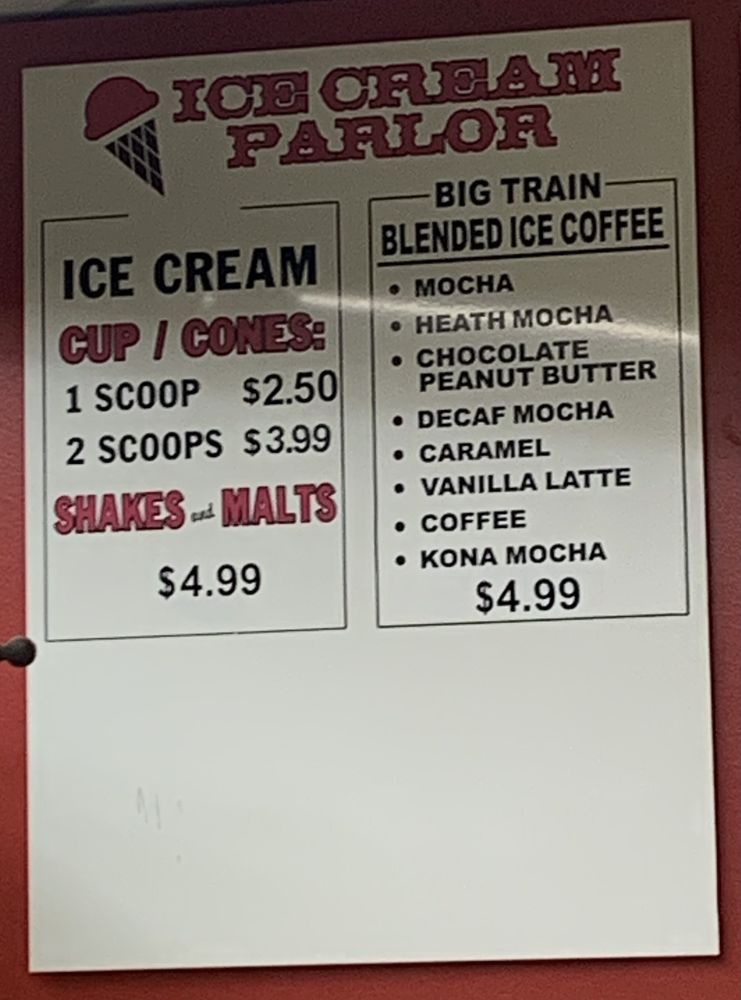 ICE CREAM
PARLOR
ICE CREAM
CUP / CONES:
1 SCOOP $2.50
2 SCOOPS $3.99
SHAKES and MALTS
$4.99
BIG TRAIN
BLENDED ICE COFFEE
• MOCHA
• HEATH MOCHA
• CHOCOLATE
PEANUT BUTTER
• DECAF MOCHA
• CARAMEL
• VANILLA LATTE
• COFFEE
• KONA MOCHA
$4.99